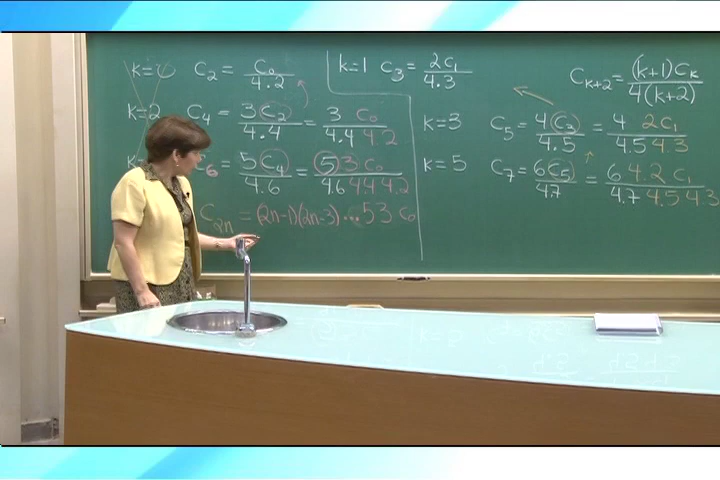 k=0 C₂ = C₀/4.2
k=2 C₄ = 3C₂/4.4 = 3 C₀/4.4 4.2
C₆ = 5C₄/4.6 = 5 3 C₀/4.6 4.4 4.2
C₂ₙ = (2n-1)(2n-3)...5 3 C₀
k=1 C₃ = 2C₁/4.3
Cₖ₊₂ = (k+1)Cₖ/4(k+2)
k=3 C₅ = 4C₃/4.5 = 4 2C₁/4.5 4.3
k=5 C₇ = 6C₅/4.7 = 6 4.2 C₁/4.7 4.5 4.3